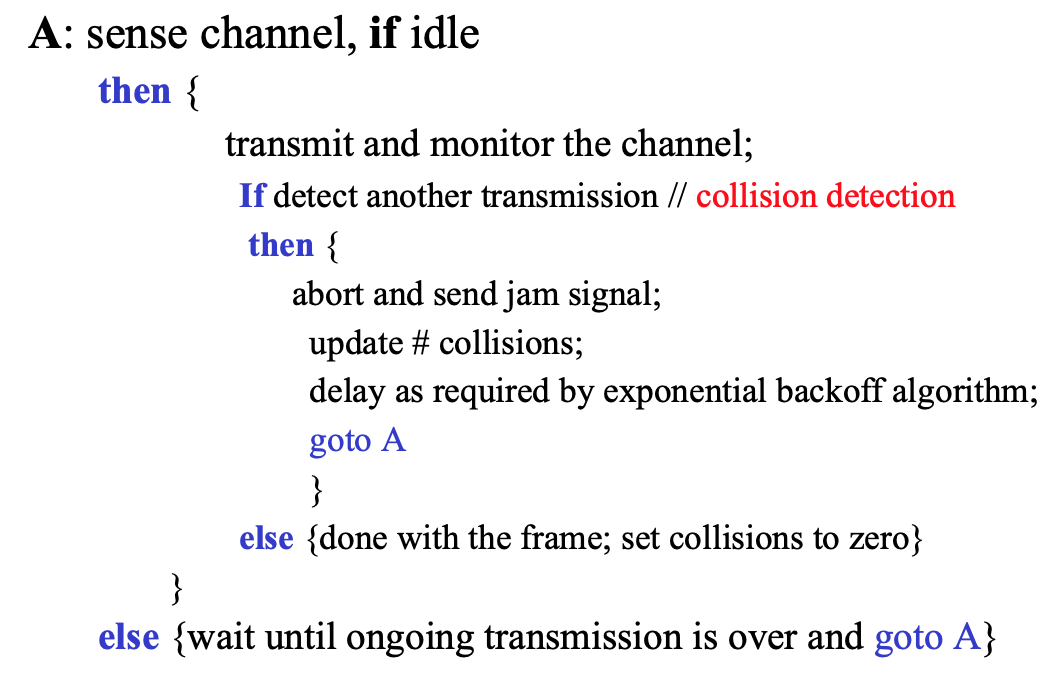 A: sense channel, if idle
then {
transmit and monitor the channel;
If detect another transmission // collision detection
then {
abort and send jam signal;
update # collisions;
delay as required by exponential backoff algorithm;
goto A
}
else {done with the frame; set collisions to zero}
}
else {wait until ongoing transmission is over and goto A}